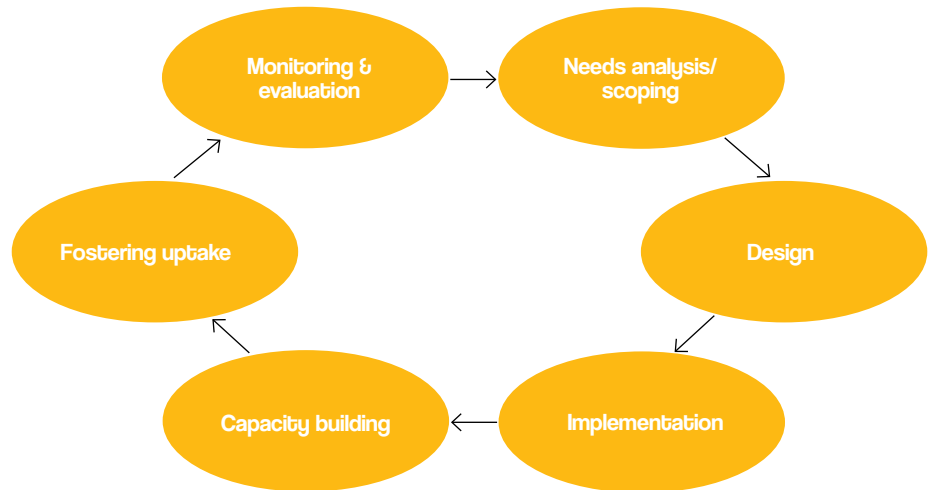 Monitoring &
evaluation
Needs analysis/
scoping
Fostering uptake
Design
Capacity building
Implementation